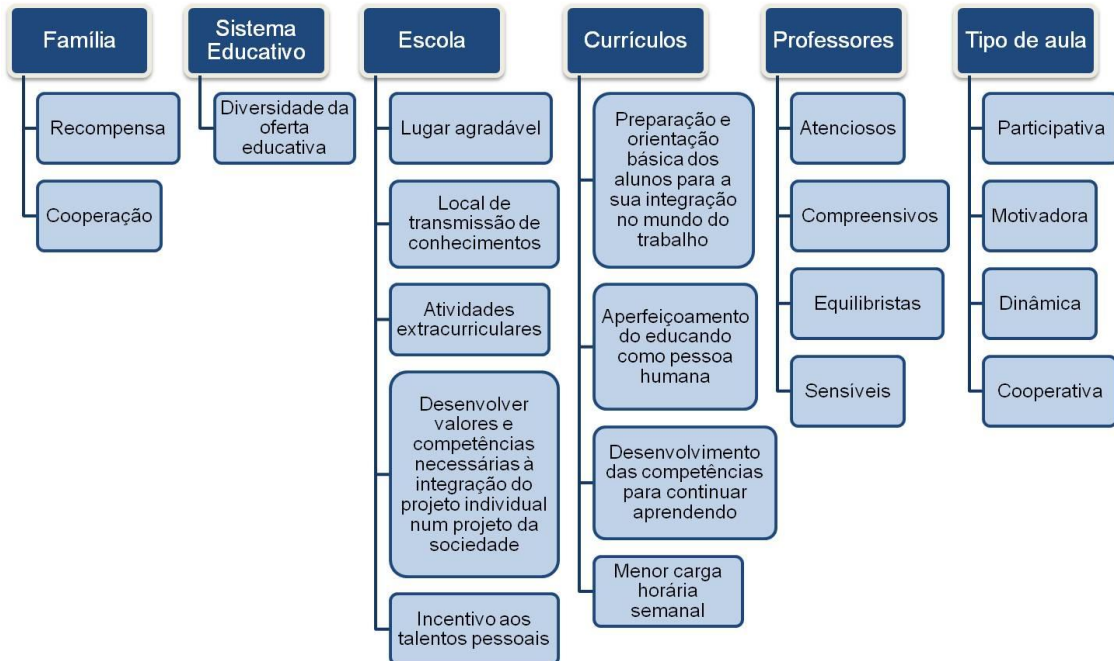 Família
Recompensa
Cooperação
Sistema
Educativo
Diversidade da
oferta
educativa
Escola
Lugar agradável
Local de
transmissão de
conhecimentos
Atividades
extracurriculares
Desenvolver
valores e
competências
necessárias à
integração do
projeto individual
num projeto da
sociedade
Incentivo aos
talentos pessoais
Currículos
Preparação e
orientação
básica dos
alunos para a
sua integração
no mundo do
trabalho
Aperfeiçoamento
do educando
como pessoa
humana
Desenvolvimento
das competências
para continuar
aprendendo
Menor carga
horária
semanal
Professores
Atenciosos
Compreensivos
Equilibristas
Sensíveis
Tipo de aula
Participativa
Motivadora
Dinâmica
Cooperativa